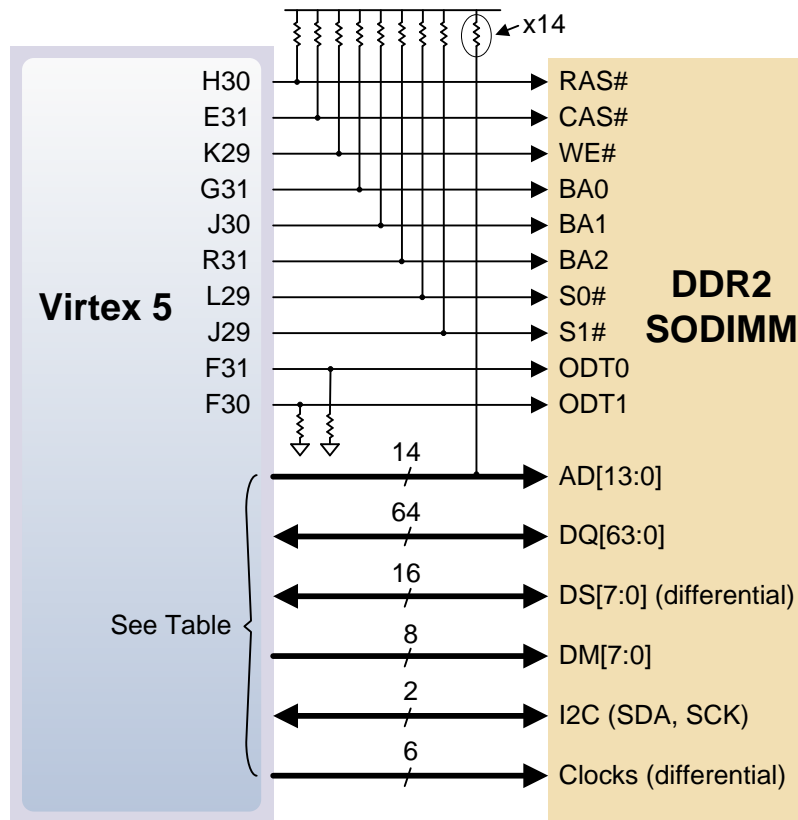 x14
H30 RAS#
E31 CAS#
K29 WE#
G31 BA0
J30 BA1
R31 BA2
L29 S0#
J29 S1#
F31 ODT0
F30 ODT1
Virtex 5
DDR2
SODIMM
14 AD[13:0]
64 DQ[63:0]
16 DS[7:0] (differential)
See Table
8 DM[7:0]
2 I2C (SDA, SCK)
6 Clocks (differential)